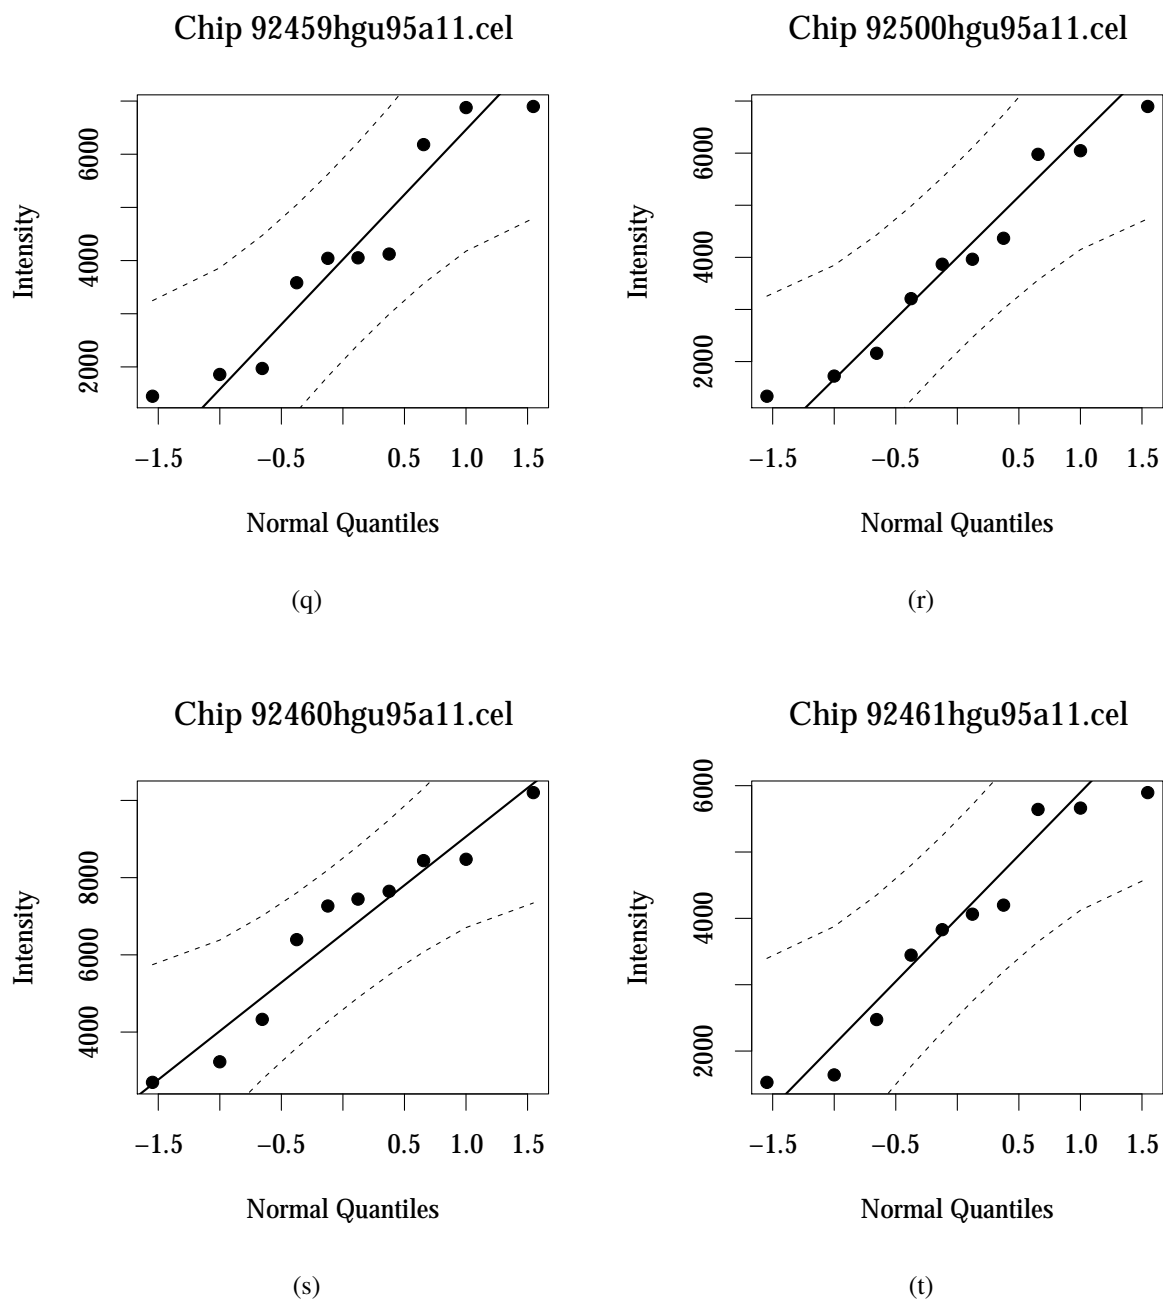 Chip 92459hgu95a11.cel
Intensity
6000
4000
2000
−1.5 −0.5 0.5 1.0 1.5
Normal Quantiles
(q)
Chip 92500hgu95a11.cel
Intensity
6000
4000
2000
−1.5 −0.5 0.5 1.0 1.5
Normal Quantiles
(r)
Chip 92460hgu95a11.cel
Intensity
8000
6000
4000
−1.5 −0.5 0.5 1.0 1.5
Normal Quantiles
(s)
Chip 92461hgu95a11.cel
Intensity
6000
4000
2000
−1.5 −0.5 0.5 1.0 1.5
Normal Quantiles
(t)